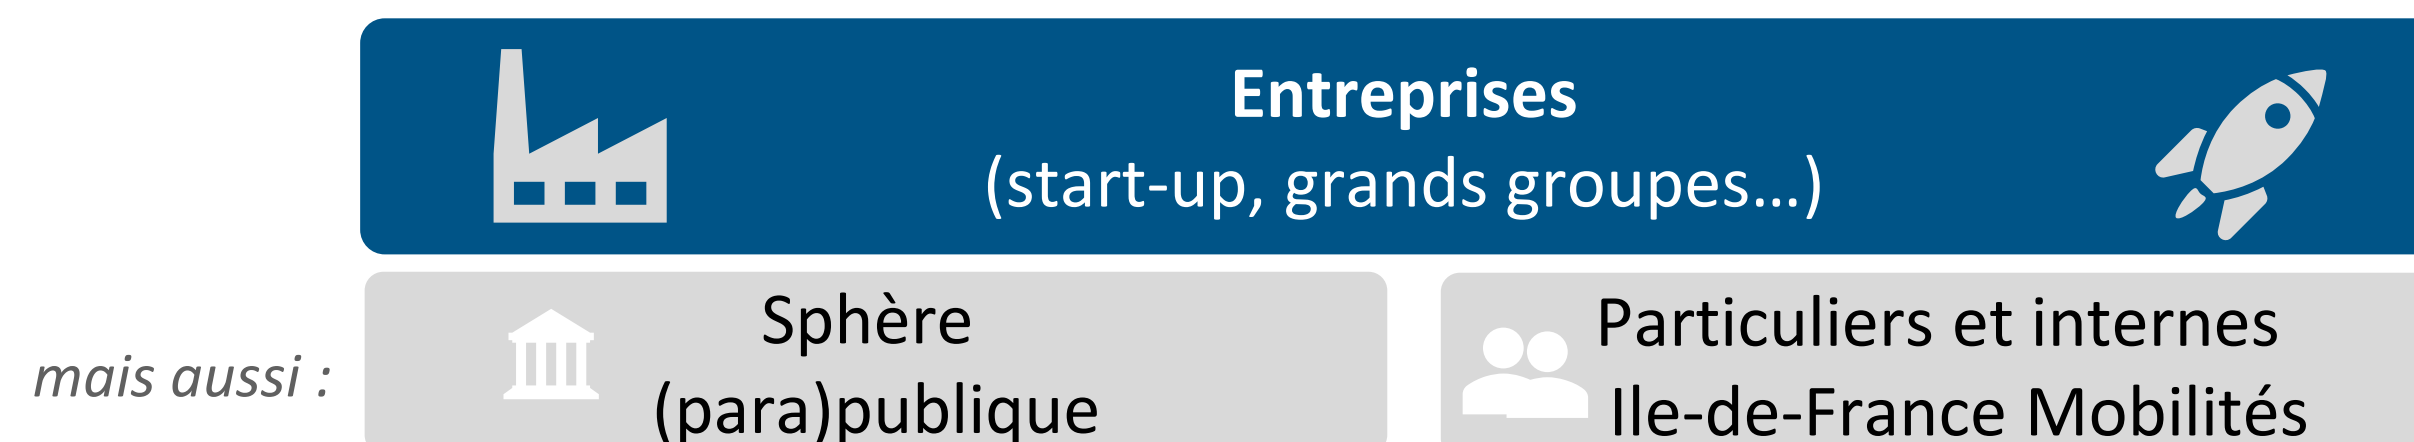 Entreprises
(start-up, grands groupes...)
mais aussi :
Sphère
(para)publique
Particuliers et internes
Ile-de-France Mobilités